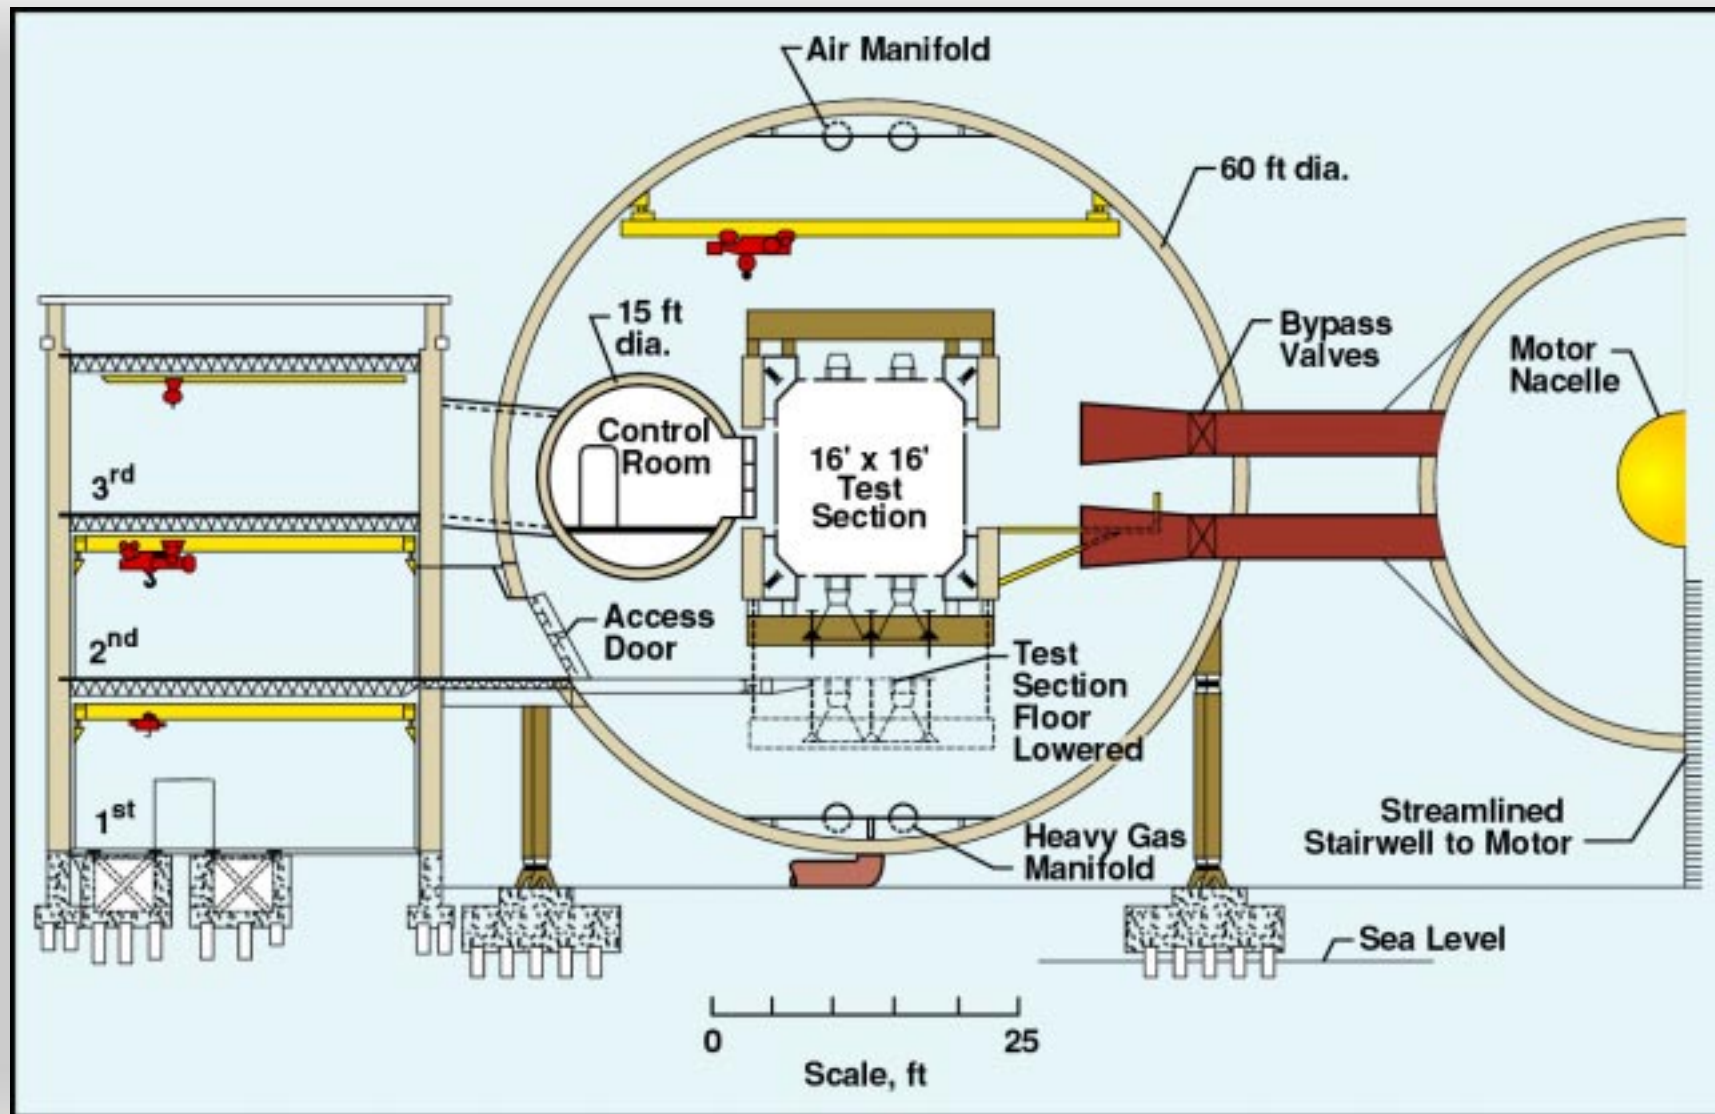 Air Manifold
60 ft dia.
15 ft
dia.
Bypass
Valves
Motor
Nacelle
Control
Room
16' x 16'
Test
Section
3rd
2nd
1st
Access
Door
Test
Section
Floor
Lowered
Heavy Gas
Manifold
Streamlined
Stairwell to Motor
Sea Level
0
25
Scale, ft